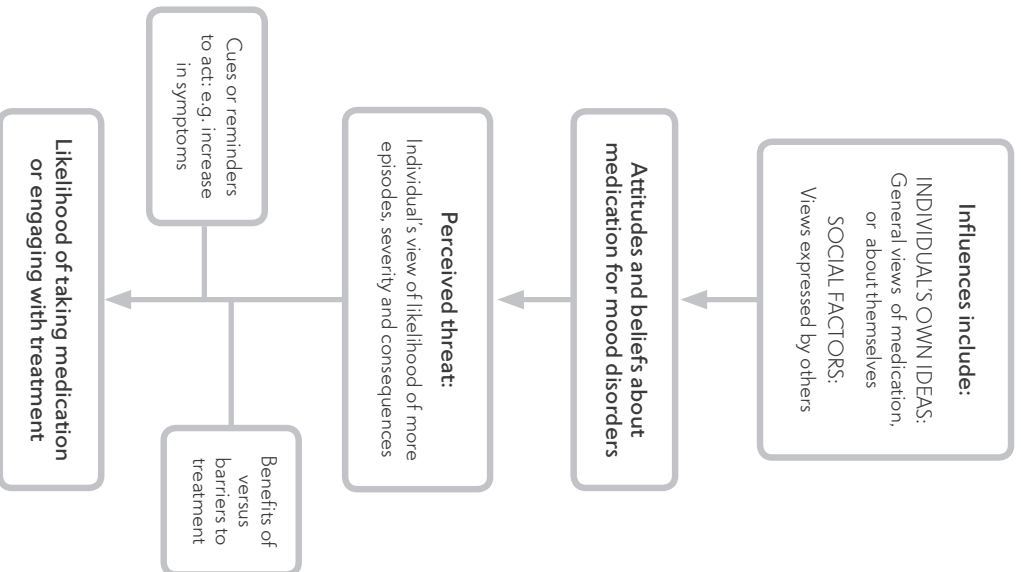 Influences include:
INDIVIDUAL'S OWN IDEAS:
General views of medication,
or about themselves
SOCIAL FACTORS:
Views expressed by others
Attitudes and beliefs about
medication for mood disorders
Perceived threat:
Individual's view of likelihood of more
episodes, severity and consequences
Cues or reminders
to act: e.g. increase
in symptoms
Benefits of
versus
barriers to
treatment
Likelihood of taking medication
or engaging with treatment